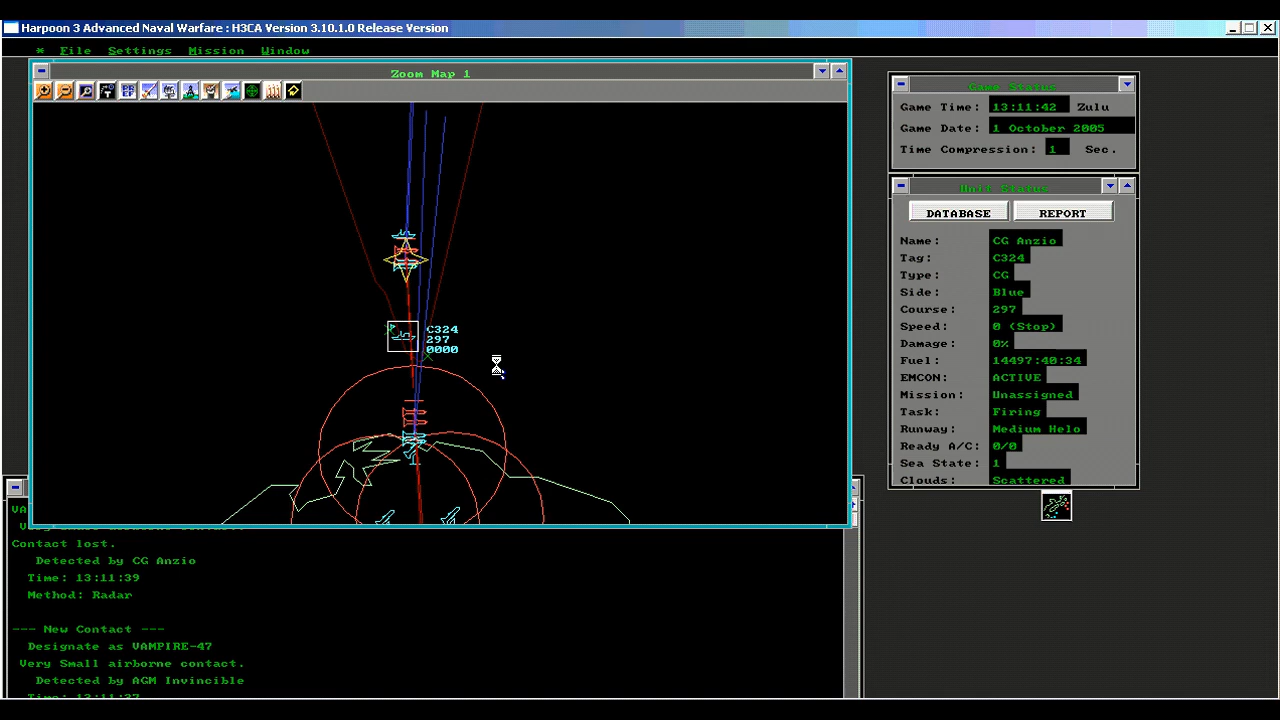 Harpoon 3 Advanced Naval Warfare : H3CA Version 3.10.1.0 Release Version
* File Settings Mission Window
Zoom Map 1
C324
297
0000
Game Status
Game Time: 13:11:42 Zulu
Game Date: 1 October 2005
Time Compression: 1 Sec.
Unit Status
DATABASE REPORT
Name: CG Anzio
Tag: C324
Type: CG
Side: Blue
Course: 297
Speed: 0 (Stop)
Damage: 0%
Fuel: 14497:40:34
EMCON: ACTIVE
Mission: Unassigned
Task: Firing
Runway: Medium Helo
Ready A/C: 0/0
Sea State: 1
Clouds: Scattered
Contact lost.
Detected by CG Anzio
Time: 13:11:39
Method: Radar
--- New Contact ---
Designate as VAMPIRE-47
Very Small airborne contact.
Detected by AGM Invincible